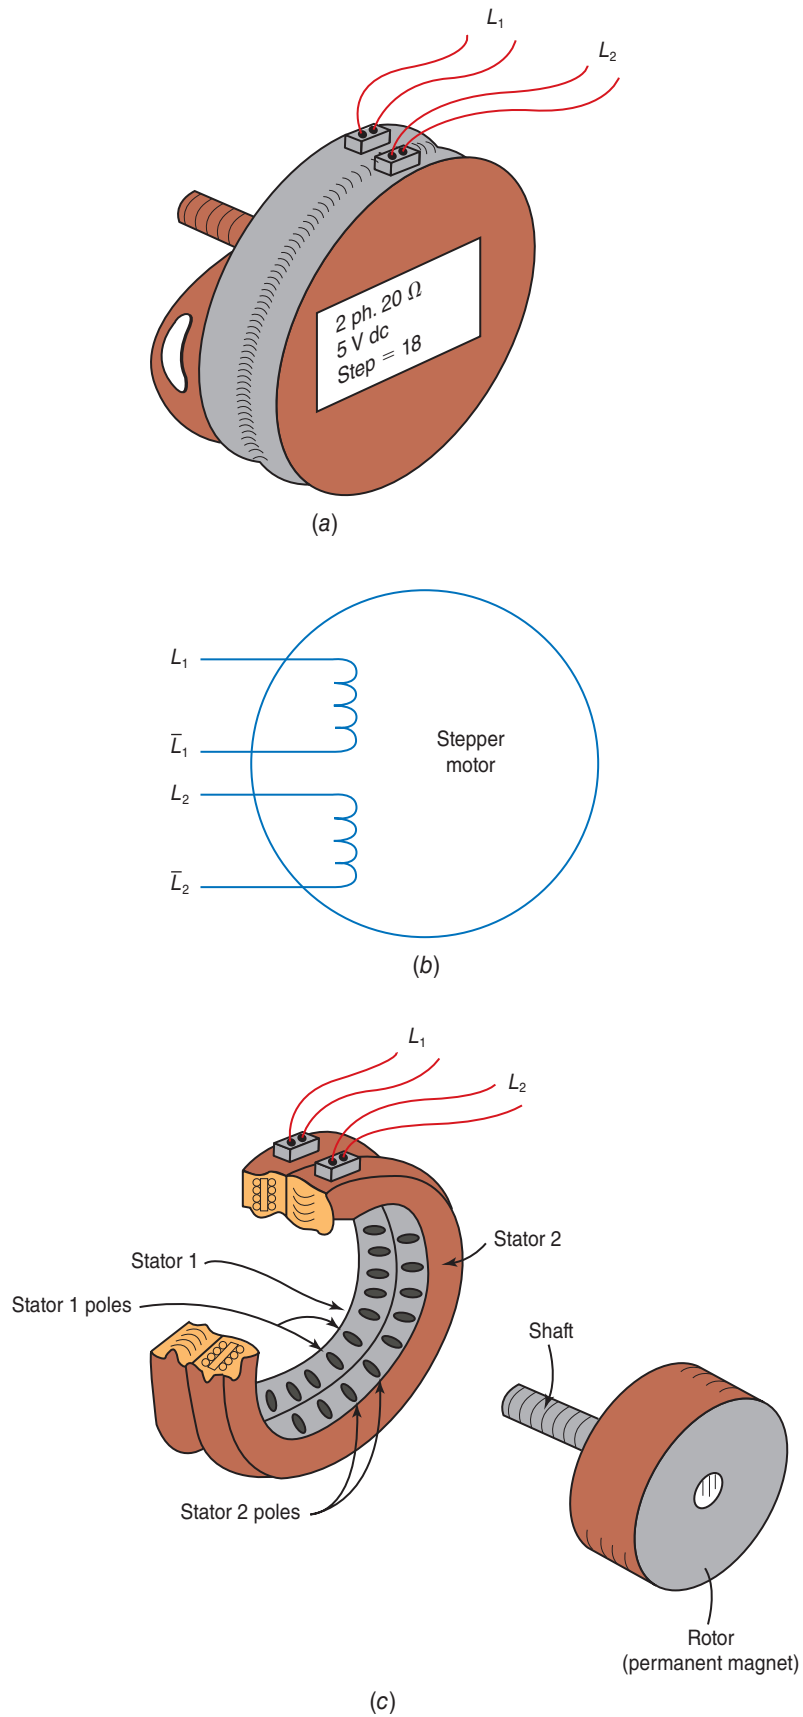 L₁
L₂
2 ph. 20 Ω
5 V dc
Step = 18
(a)
L₁
L̅₁
L₂
L̅₂
Stepper
motor
(b)
L₁
L₂
Stator 1
Stator 2
Stator 1 poles
Shaft
Stator 2 poles
Rotor
(permanent magnet)
(c)